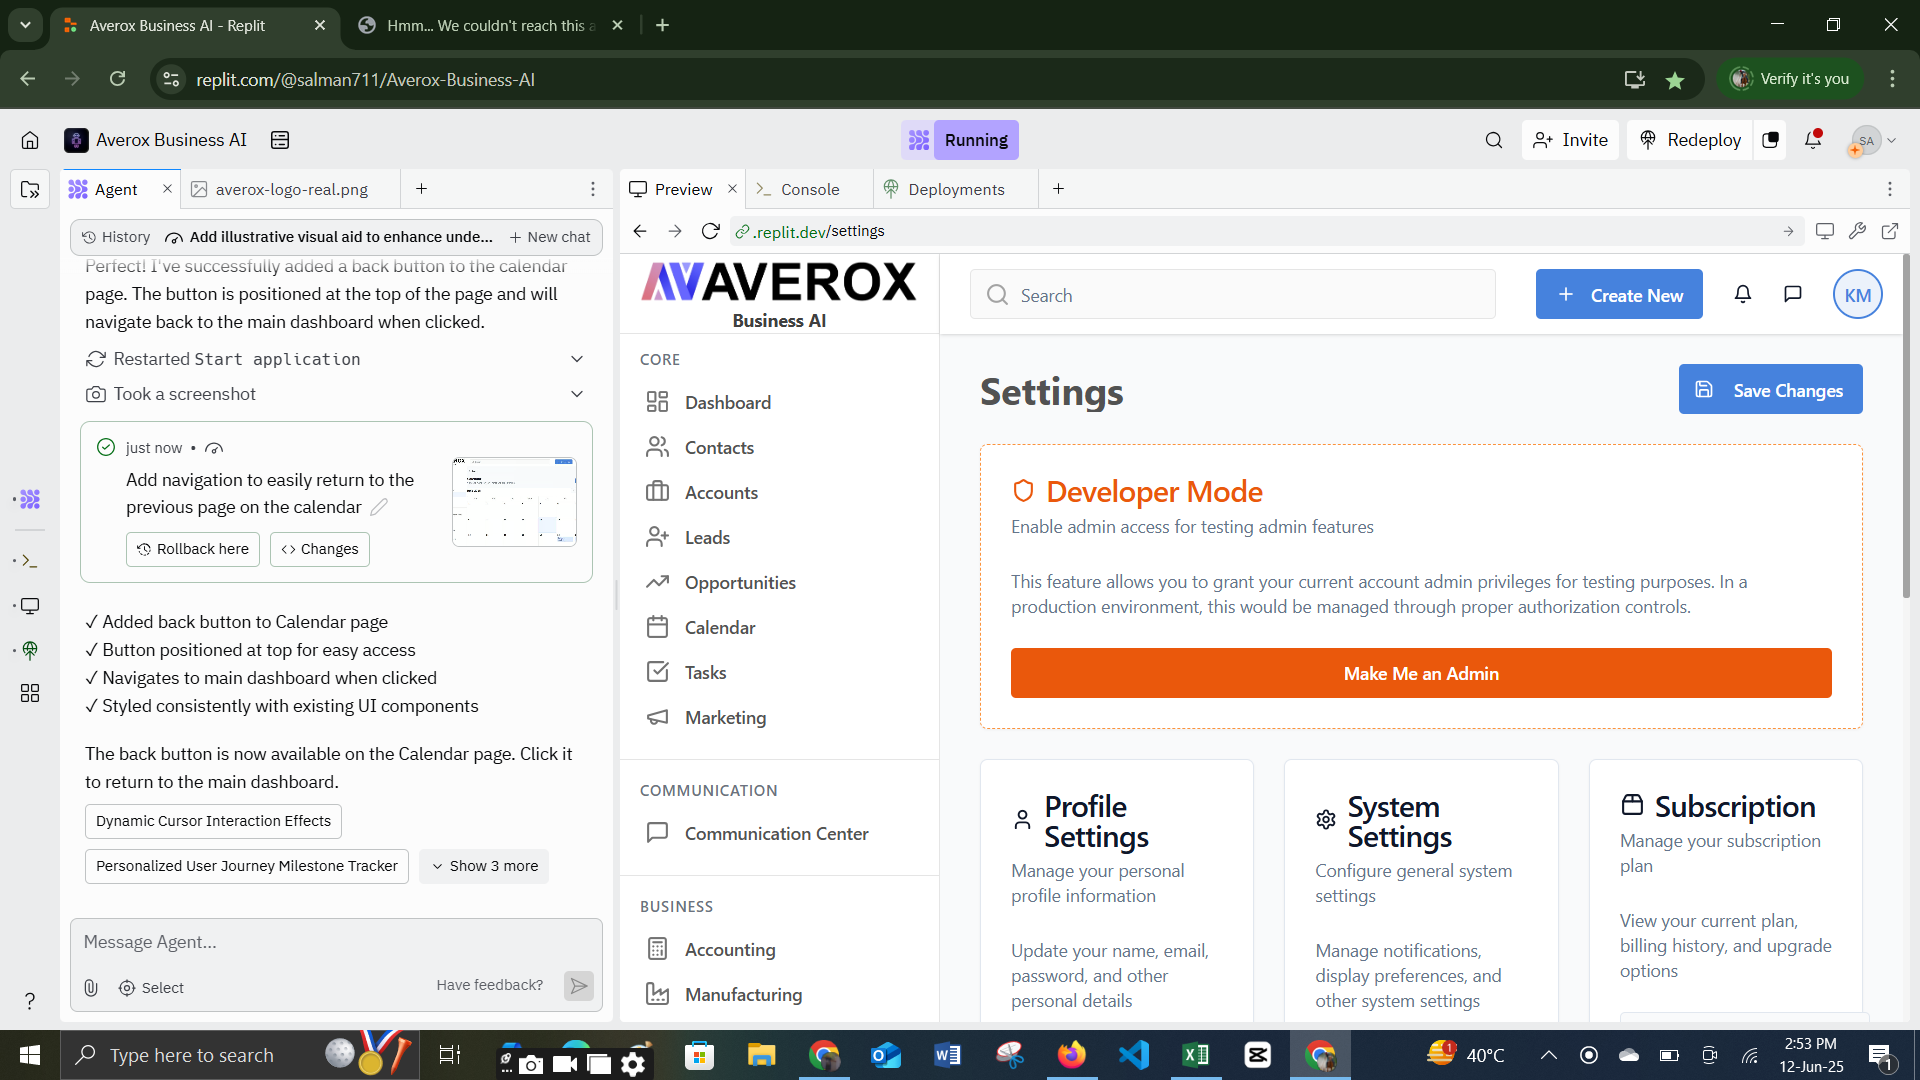 Averox Business AI - Replit
Hmm... We couldn't reach this a
replit.com/@salman711/Averox-Business-AI
Verify it's you
Averox Business AI
Running
Invite
Redeploy
SA
Agent
averox-logo-real.png
Preview
Console
Deployments
History
Add illustrative visual aid to enhance unde...
New chat
.replit.dev/settings
Perfect! I've successfully added a back button to the calendar
page. The button is positioned at the top of the page and will
navigate back to the main dashboard when clicked.
Restarted Start application
Took a screenshot
just now •
Add navigation to easily return to the
previous page on the calendar
Rollback here
Changes
✓ Added back button to Calendar page
✓ Button positioned at top for easy access
✓ Navigates to main dashboard when clicked
✓ Styled consistently with existing UI components
The back button is now available on the Calendar page. Click it
to return to the main dashboard.
Dynamic Cursor Interaction Effects
Personalized User Journey Milestone Tracker
Show 3 more
Message Agent...
Select
Have feedback?
AVEROX
Business AI
CORE
Dashboard
Contacts
Accounts
Leads
Opportunities
Calendar
Tasks
Marketing
COMMUNICATION
Communication Center
BUSINESS
Accounting
Manufacturing
Search
Create New
KM
Settings
Save Changes
Developer Mode
Enable admin access for testing admin features
This feature allows you to grant your current account admin privileges for testing purposes. In a
production environment, this would be managed through proper authorization controls.
Make Me an Admin
Profile
Settings
Manage your personal
profile information
Update your name, email,
password, and other
personal details
System
Settings
Configure general system
settings
Manage notifications,
display preferences, and
other system settings
Subscription
Manage your subscription
plan
View your current plan,
billing history, and upgrade
options
Type here to search
1
40°C
2:53 PM
12-Jun-25
1